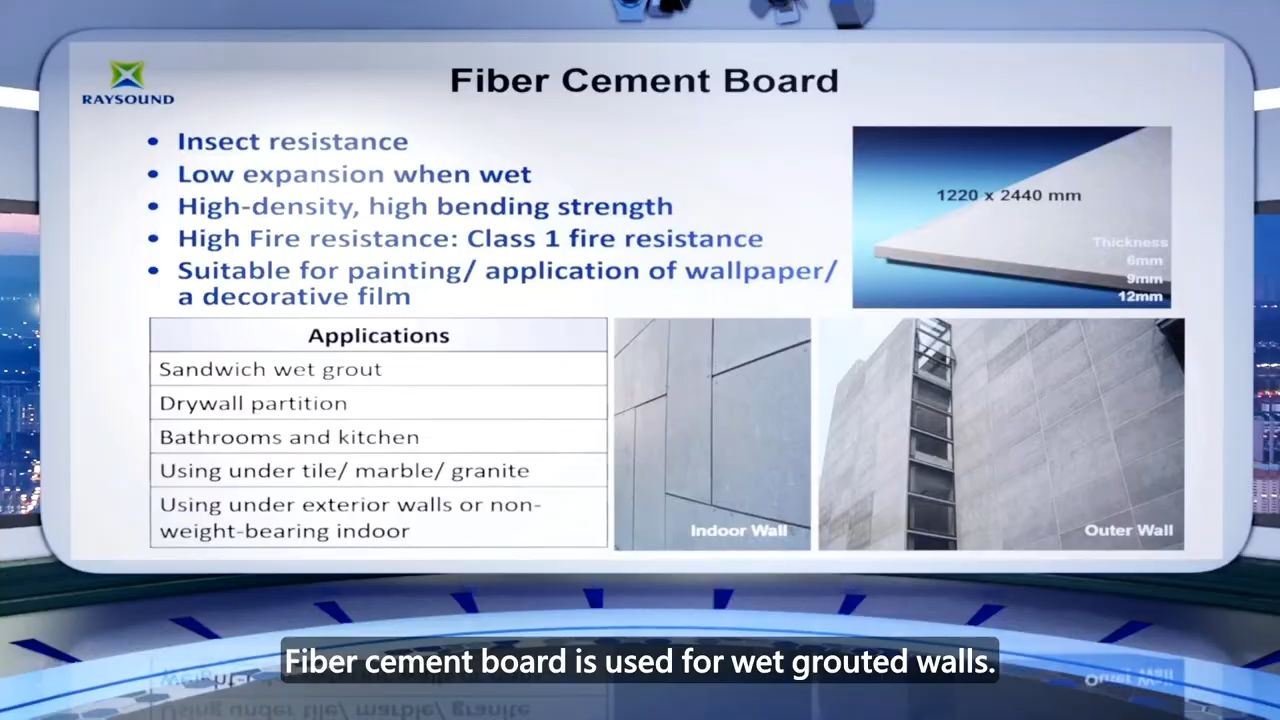 RAYSOUND
Fiber Cement Board
• Insect resistance
• Low expansion when wet
• High-density, high bending strength
• High Fire resistance: Class 1 fire resistance
• Suitable for painting/ application of wallpaper/
a decorative film
1220 x 2440 mm
Thickness
6mm
9mm
12mm
Applications
Sandwich wet grout
Drywall partition
Bathrooms and kitchen
Using under tile/ marble/ granite
Using under exterior walls or non-
weight-bearing indoor
Indoor Wall
Outer Wall
Fiber cement board is used for wet grouted walls.